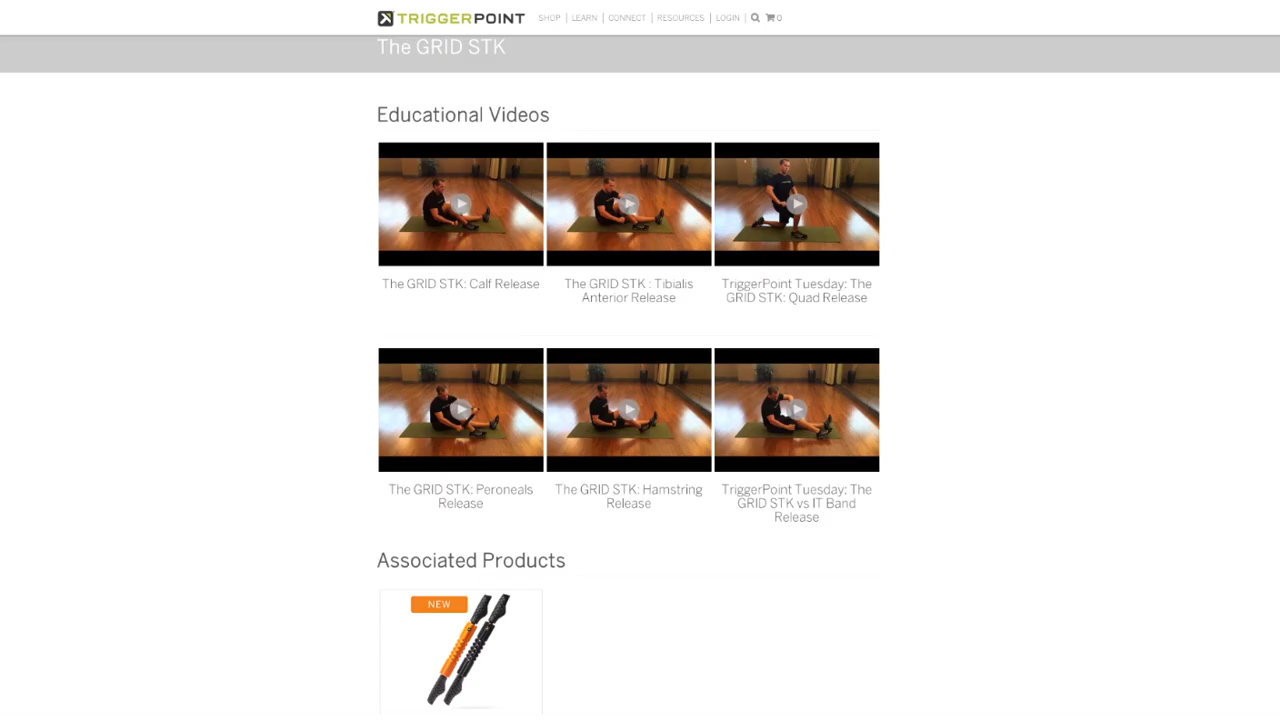 TRIGGERPOINT SHOP | LEARN | CONNECT | RESOURCES | LOGIN | 0
The GRID STK
Educational Videos
The GRID STK: Calf Release
The GRID STK : Tibialis
Anterior Release
TriggerPoint Tuesday: The
GRID STK: Quad Release
The GRID STK: Peroneals
Release
The GRID STK: Hamstring
Release
TriggerPoint Tuesday: The
GRID STK vs IT Band
Release
Associated Products
NEW